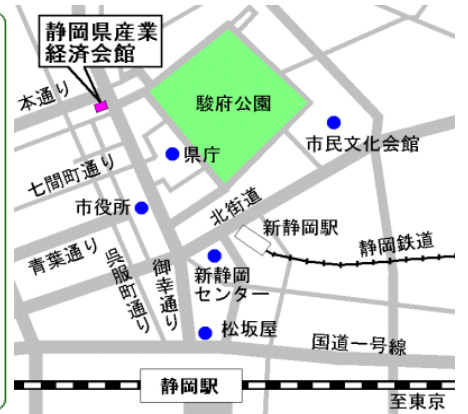 静岡県産業
経済会館
本通り
駿府公園
市民文化会館
県庁
七間町通り
市役所
北街道
新静岡駅
静岡鉄道
青葉通り
呉服町通り
御幸通り
新静岡
センター
松坂屋
国道一号線
静岡駅
至東京